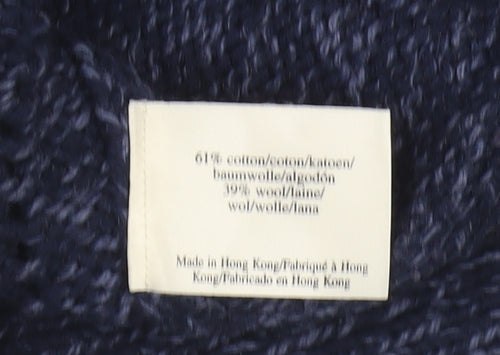 61% cotton/coton/katoen/
baumwolle/algodón
39% wool/laine/
wol/wolle/lana
Made in Hong Kong/Fabriqué à Hong
Kong/Fabricado en Hong Kong